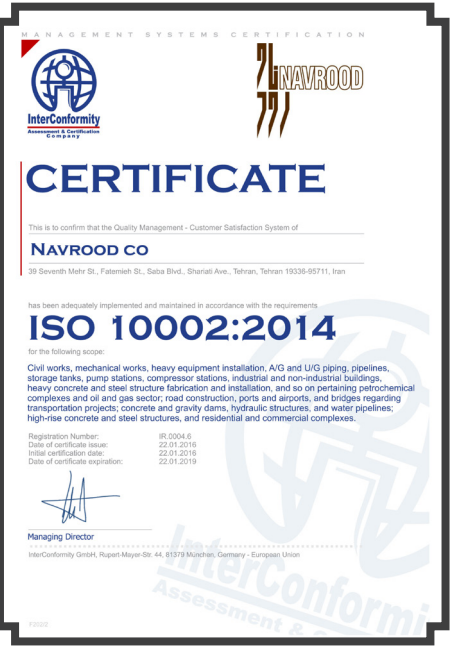 MANAGEMENT SYSTEMS CERTIFICATION
InterConformity
Assessment & Certification
Company
NAVROOD
CERTIFICATE
This is to confirm that the Quality Management - Customer Satisfaction System of
NAVROOD CO
39 Seventh Mehr St., Fatemieh St., Saba Blvd., Shariati Ave., Tehran, Tehran 19336-95711, Iran
has been adequately implemented and maintained in accordance with the requirements
ISO 10002:2014
for the following scope:
Civil works, mechanical works, heavy equipment installation, A/G and U/G piping, pipelines,
storage tanks, pump stations, compressor stations, industrial and non-industrial buildings,
heavy concrete and steel structure fabrication and installation, and so on pertaining petrochemical
complexes and oil and gas sector; road construction, ports and airports, and bridges regarding
transportation projects; concrete and gravity dams, hydraulic structures, and water pipelines;
high-rise concrete and steel structures, and residential and commercial complexes.
Registration Number: IR.0004.6
Date of certificate issue: 22.01.2016
Initial certification date: 22.01.2016
Date of certificate expiration: 22.01.2019
Managing Director
InterConformity GmbH, Rupert-Mayer-Str. 44, 81379 München, Germany - European Union
InterConformi
Assessment &